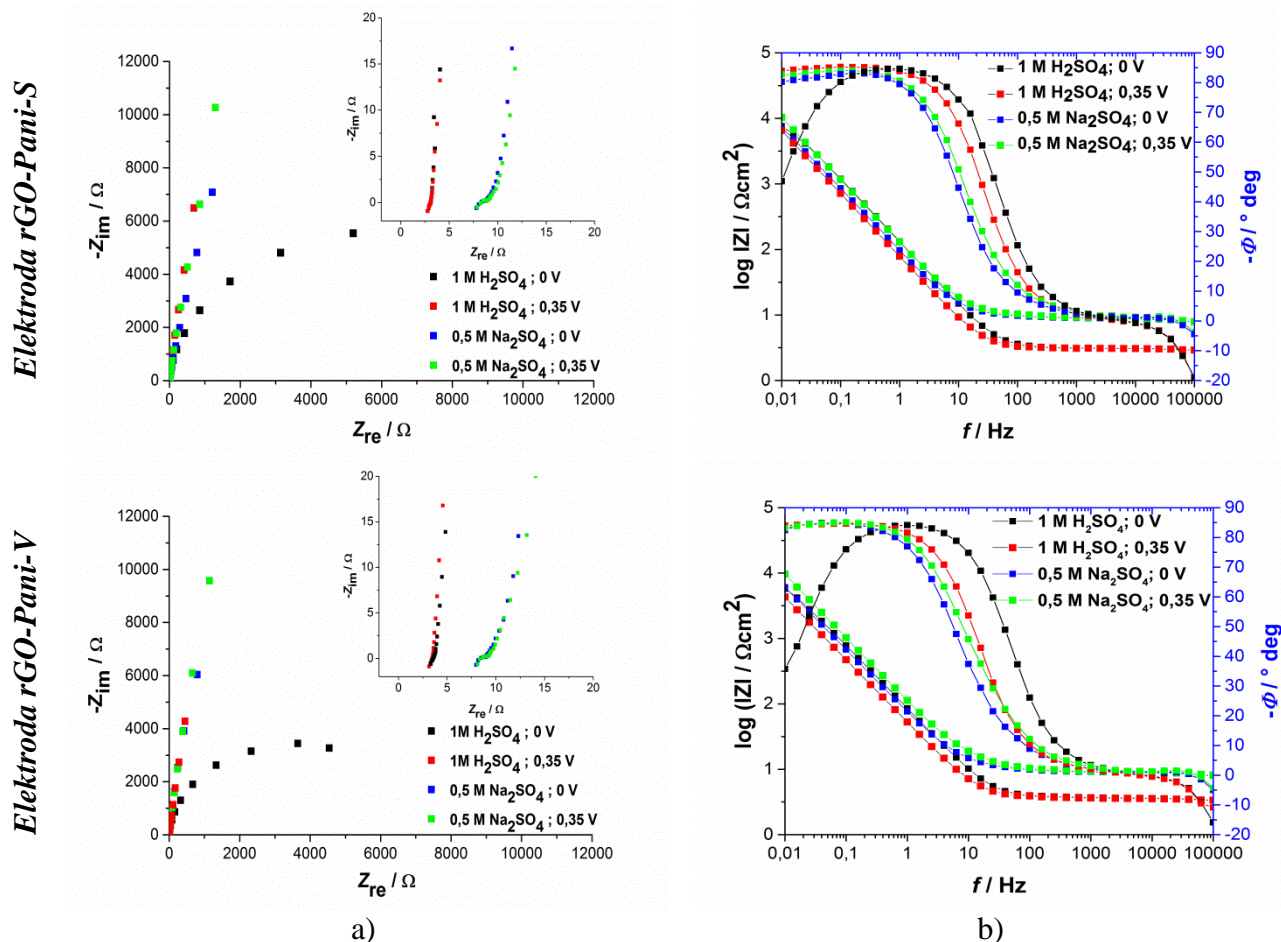 Elektroda rGO-Pani-S
12000
10000
8000
6000
4000
2000
0
-Zim / Ω
0 2000 4000 6000 8000 10000 12000
Zre / Ω
20
15
10
5
0
-Zim / Ω
0 5 10 15 20
Zre / Ω
1 M H2SO4 ; 0 V
1 M H2SO4 ; 0,35 V
0,5 M Na2SO4 ; 0 V
0,5 M Na2SO4 ; 0,35 V
5
4
3
2
1
0
log IZI / Ωcm2
0,01 0,1 1 10 100 1000 10000 100000
f / Hz
90
80
70
60
50
40
30
20
10
0
-10
-20
-Φ / ° deg
1 M H2SO4; 0 V
1 M H2SO4; 0,35 V
0,5 M Na2SO4; 0 V
0,5 M Na2SO4; 0,35 V
Elektroda rGO-Pani-V
12000
10000
8000
6000
4000
2000
0
-Zim / Ω
0 2000 4000 6000 8000 10000 12000
Zre / Ω
20
15
10
5
0
-Zim / Ω
0 5 10 15 20
Zre / Ω
1M H2SO4 ; 0 V
1M H2SO4 ; 0,35 V
0,5 M Na2SO4 ; 0 V
0,5 M Na2SO4 ; 0,35 V
5
4
3
2
1
0
log (IZI / Ωcm2)
0,01 0,1 1 10 100 1000 10000 100000
f / Hz
90
80
70
60
50
40
30
20
10
0
-10
-20
-Φ / ° deg
1 M H2SO4; 0 V
1 M H2SO4; 0,35 V
0,5 M Na2SO4; 0 V
0,5 M Na2SO4; 0,35 V
a)
b)